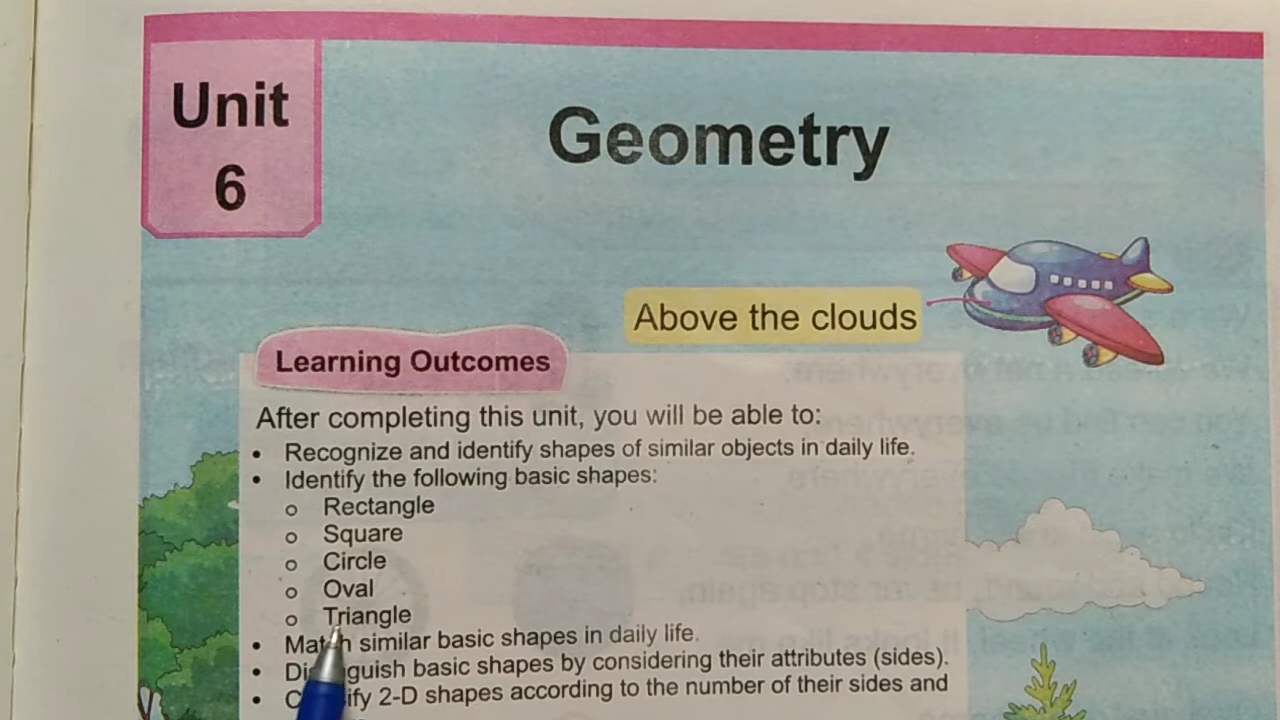 Unit
6
Geometry
Above the clouds
Learning Outcomes
After completing this unit, you will be able to:
• Recognize and identify shapes of similar objects in daily life.
• Identify the following basic shapes:
o Rectangle
o Square
o Circle
o Oval
o Triangle
• Match similar basic shapes in daily life.
• Distinguish basic shapes by considering their attributes (sides).
• Classify 2-D shapes according to the number of their sides and